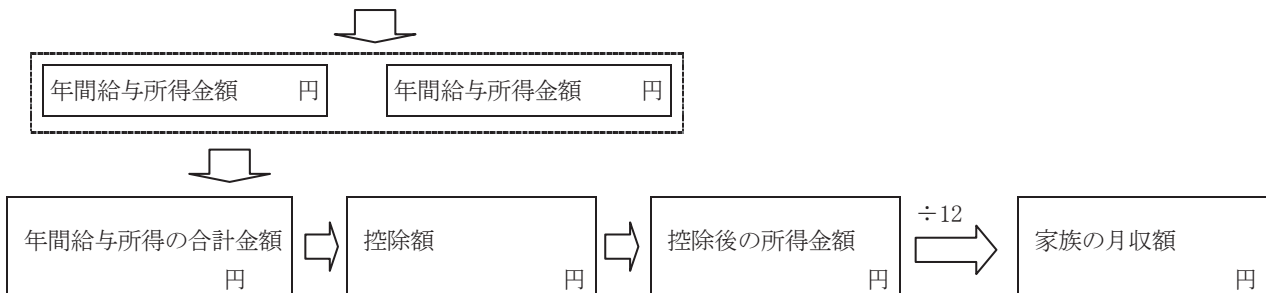 年間給与所得金額 円 年間給与所得金額 円
年間給与所得の合計金額 控除額 控除後の所得金額 ÷12 家族の月収額
円 円 円 円